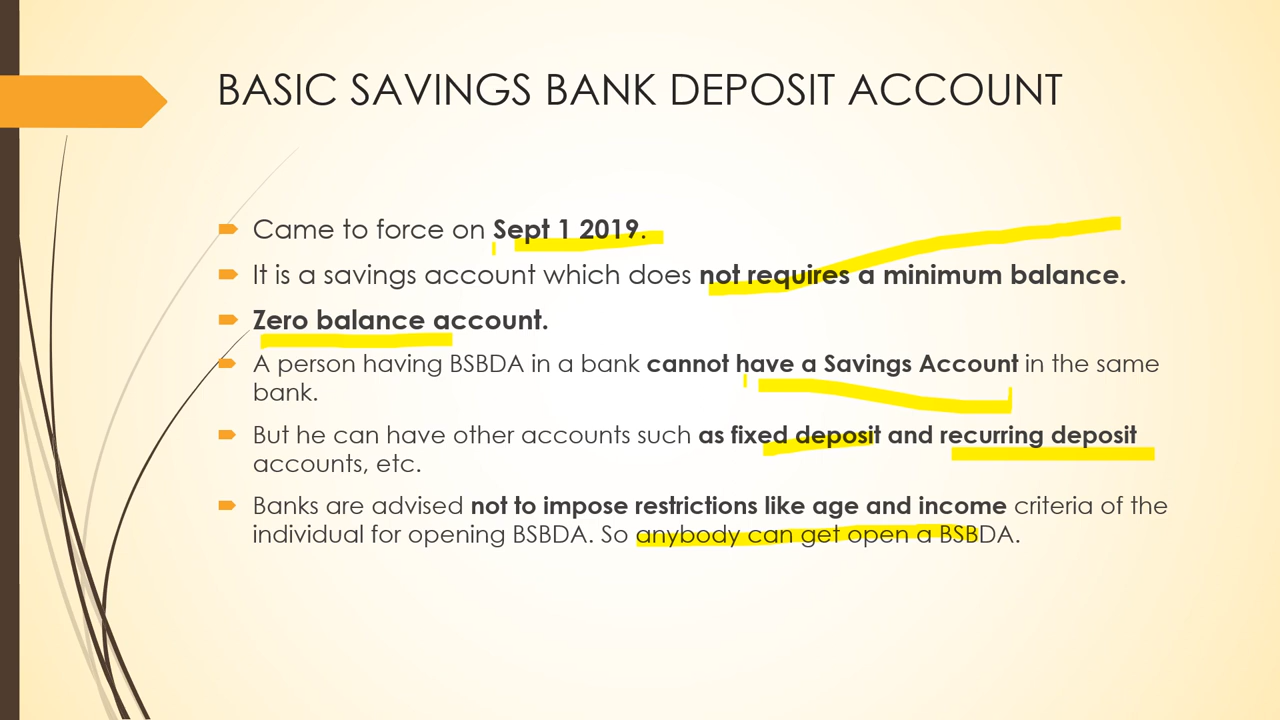 BASIC SAVINGS BANK DEPOSIT ACCOUNT
Came to force on Sept 1 2019.
It is a savings account which does not requires a minimum balance.
Zero balance account.
A person having BSBDA in a bank cannot have a Savings Account in the same
bank.
But he can have other accounts such as fixed deposit and recurring deposit
accounts, etc.
Banks are advised not to impose restrictions like age and income criteria of the
individual for opening BSBDA. So anybody can get open a BSBDA.